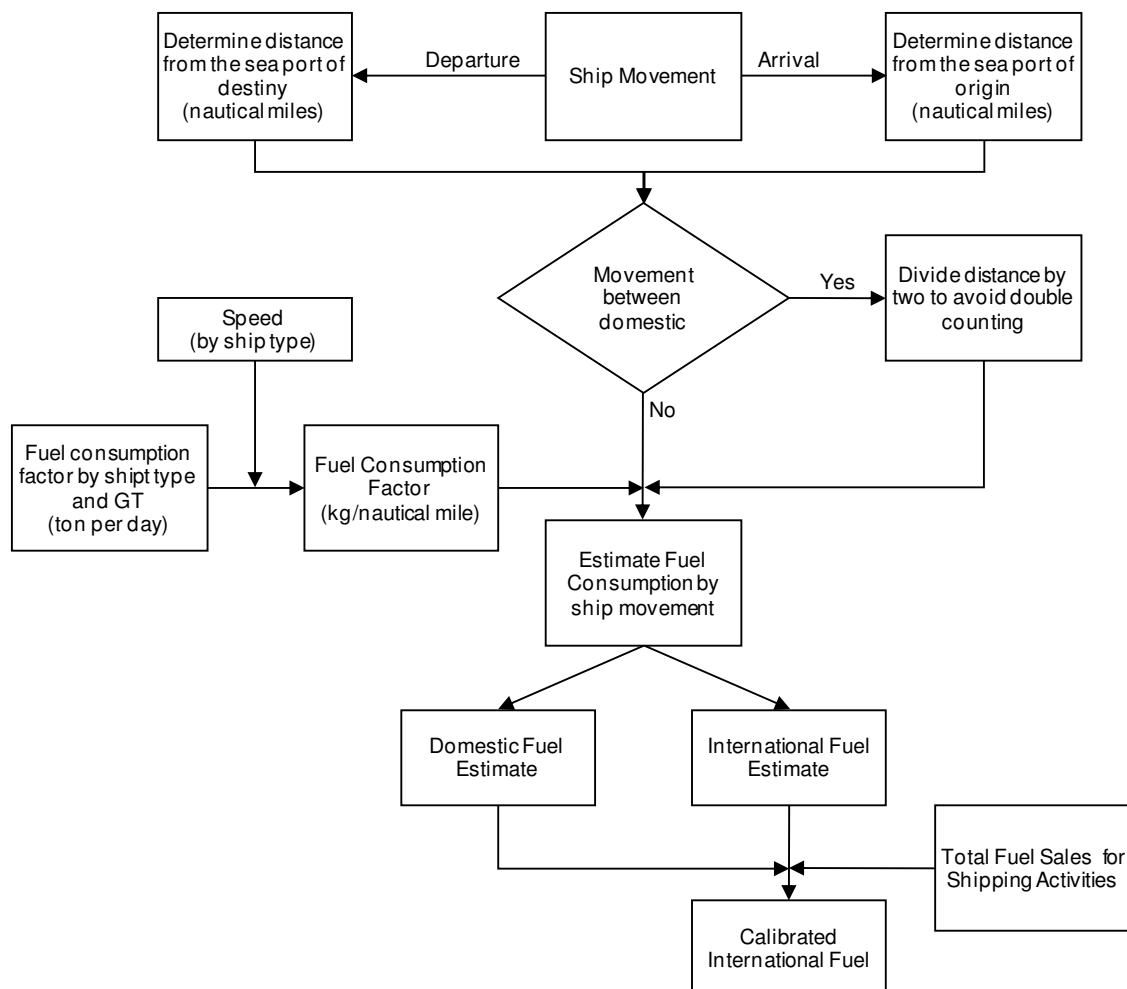 Determine distance
from the sea port of
destiny
(nautical miles)
Departure
Ship Movement
Arrival
Determine distance
from the sea port of
origin
(nautical miles)
Movement
between
domestic
Yes
Divide distance by
two to avoid double
counting
Speed
(by ship type)
No
Fuel consumption
factor by shipt type
and GT
(ton per day)
Fuel Consumption
Factor
(kg/nautical mile)
Estimate Fuel
Consumption by
ship movement
Domestic Fuel
Estimate
International Fuel
Estimate
Total Fuel Sales for
Shipping Activities
Calibrated
International Fuel